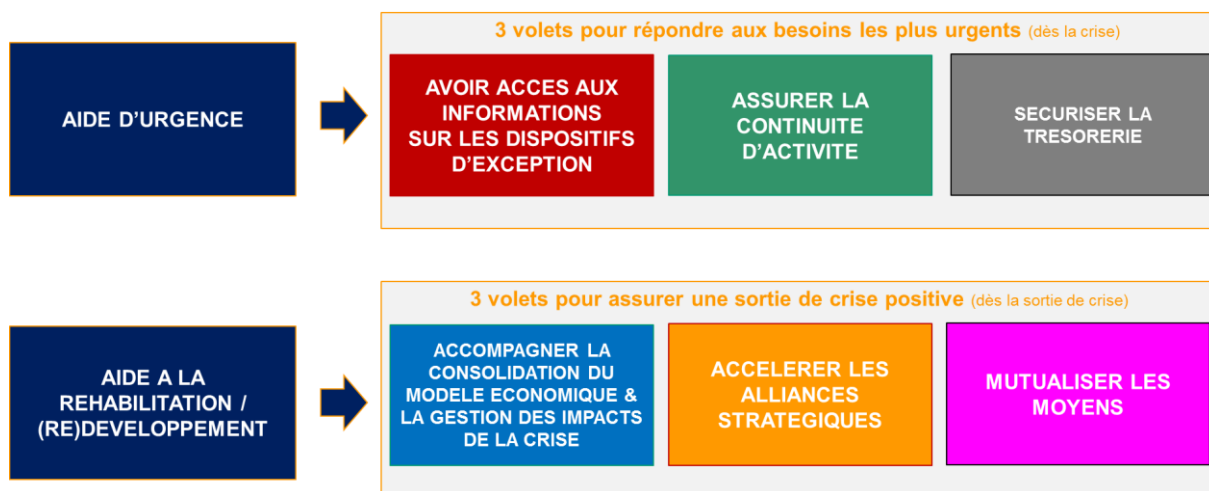 3 volets pour répondre aux besoins les plus urgents (dès la crise)
AIDE D’URGENCE
AVOIR ACCES AUX
INFORMATIONS
SUR LES DISPOSITIFS
D’EXCEPTION
ASSURER LA
CONTINUITE
D’ACTIVITE
SECURISER LA
TRESORERIE
3 volets pour assurer une sortie de crise positive (dès la sortie de crise)
AIDE A LA
REHABILITATION /
(RE)DEVELOPPEMENT
ACCOMPAGNER LA
CONSOLIDATION DU
MODELE ECONOMIQUE &
LA GESTION DES IMPACTS
DE LA CRISE
ACCELERER LES
ALLIANCES
STRATEGIQUES
MUTUALISER LES
MOYENS